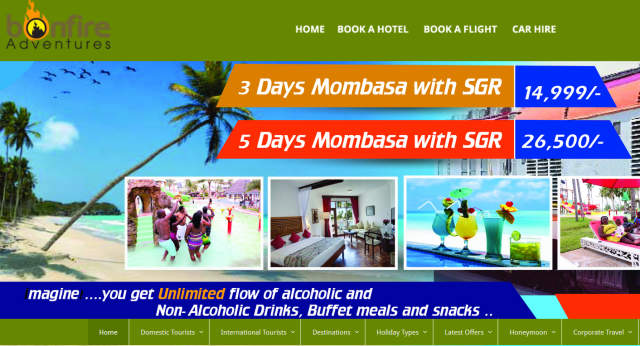 bonfire
Adventures
HOME BOOK A HOTEL BOOK A FLIGHT CAR HIRE
3 Days Mombasa with SGR 14,999/-
5 Days Mombasa with SGR 26,500/-
Imagine ....you get Unlimited flow of alcoholic and
Non-Alcoholic Drinks, Buffet meals and snacks ..
Home Domestic Tourists International Tourists Destinations Holiday Types Latest Offers Honeymoon Corporate Travel